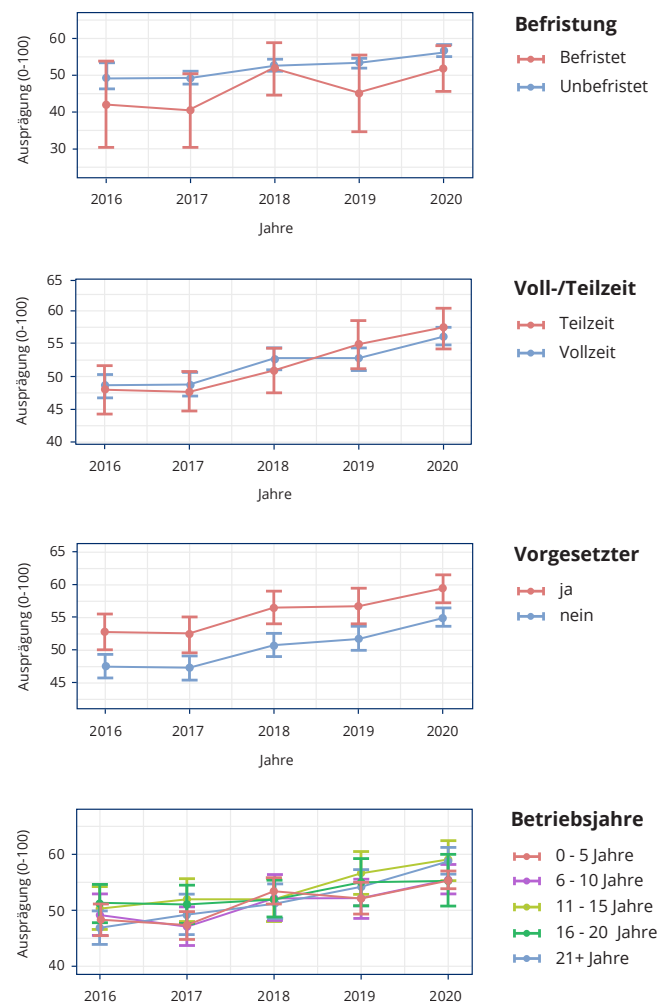 Befristung
Befristet
Unbefristet
Ausprägung (0-100)
60
50
40
30
2016 2017 2018 2019 2020
Jahre
Voll-/Teilzeit
Teilzeit
Vollzeit
Ausprägung (0-100)
65
60
55
50
45
40
2016 2017 2018 2019 2020
Jahre
Vorgesetzter
ja
nein
Ausprägung (0-100)
65
60
55
50
45
2016 2017 2018 2019 2020
Jahre
Betriebsjahre
0 - 5 Jahre
6 - 10 Jahre
11 - 15 Jahre
16 - 20 Jahre
21+ Jahre
Ausprägung (0-100)
60
50
40
2016 2017 2018 2019 2020